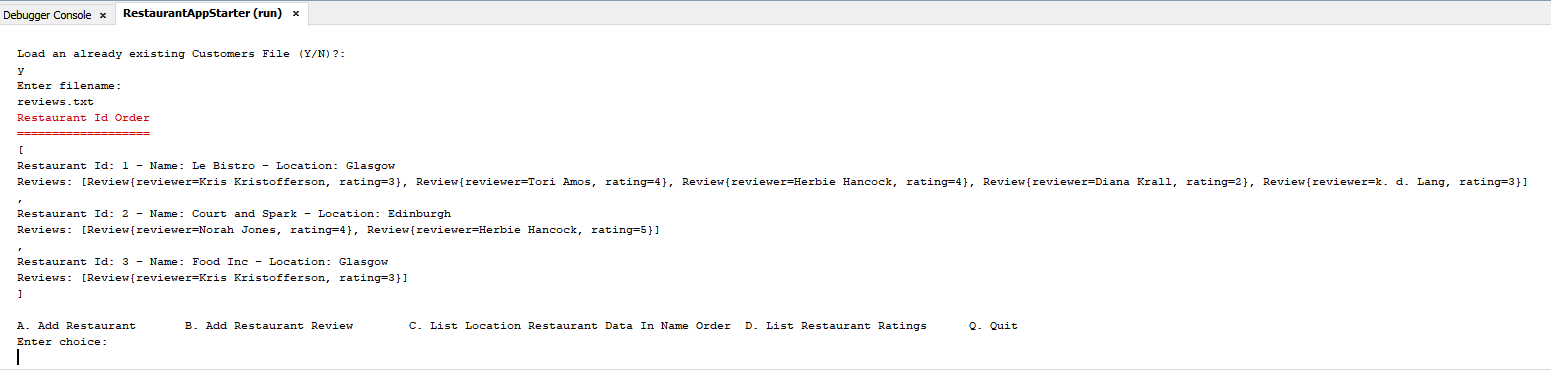 Debugger Console × RestaurantAppStarter (run) ×
Load an already existing Customers File (Y/N)?:
y
Enter filename:
reviews.txt
Restaurant Id Order
===================
[
Restaurant Id: 1 - Name: Le Bistro - Location: Glasgow
Reviews: [Review{reviewer=Kris Kristofferson, rating=3}, Review{reviewer=Tori Amos, rating=4}, Review{reviewer=Herbie Hancock, rating=4}, Review{reviewer=Diana Krall, rating=2}, Review{reviewer=k. d. Lang, rating=3}]
,
Restaurant Id: 2 - Name: Court and Spark - Location: Edinburgh
Reviews: [Review{reviewer=Norah Jones, rating=4}, Review{reviewer=Herbie Hancock, rating=5}]
,
Restaurant Id: 3 - Name: Food Inc - Location: Glasgow
Reviews: [Review{reviewer=Kris Kristofferson, rating=3}]
]
A. Add Restaurant B. Add Restaurant Review C. List Location Restaurant Data In Name Order D. List Restaurant Ratings Q. Quit
Enter choice: